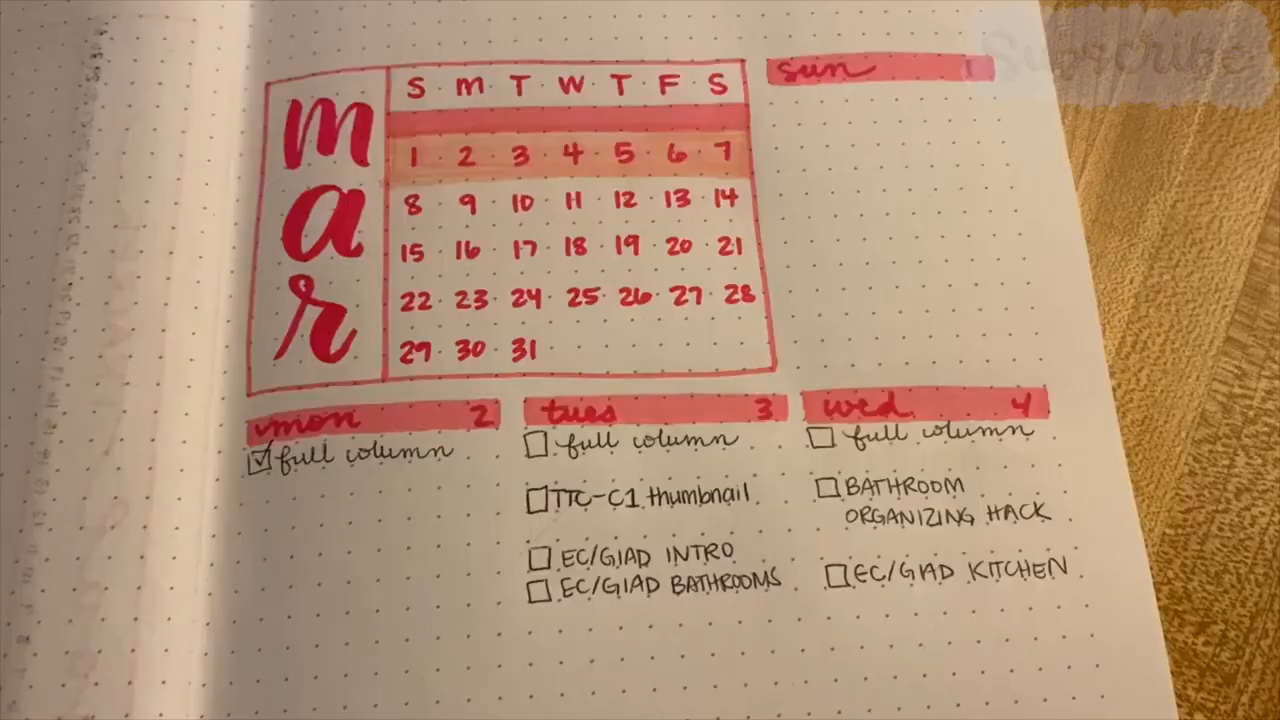 Subscribe
mar
S M T W T F S
1 2 3 4 5 6 7
8 9 10 11 12 13 14
15 16 17 18 19 20 21
22 23 24 25 26 27 28
29 30 31
sun 1
mon 2
full column
tues 3
full column
TTC-C1 thumbnail
EC/GIAD INTRO
EC/GIAD BATHROOMS
wed 4
full column
BATHROOM
ORGANIZING HACK
EC/GIAD KITCHEN